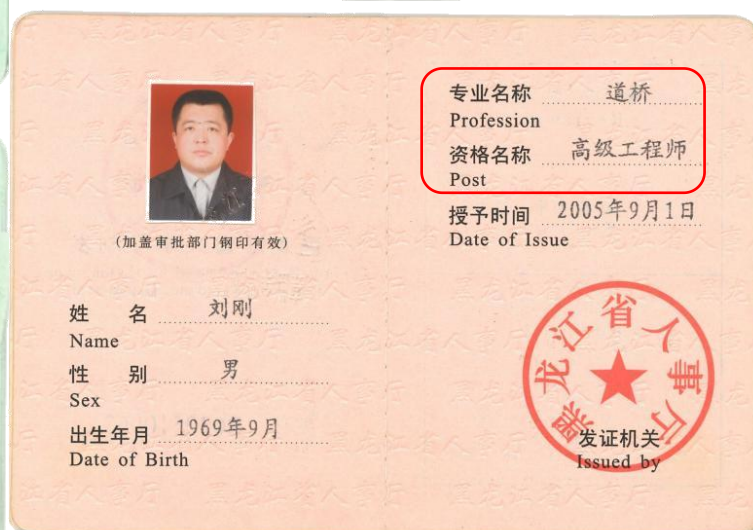 (加盖审批部门钢印有效)
姓 名 刘刚
Name
性 别 男
Sex
出生年月 1969年9月
Date of Birth
专业名称 道桥
Profession
资格名称 高级工程师
Post
授予时间 2005年9月1日
Date of Issue
黑龙江省人事厅
发证机关
Issued by